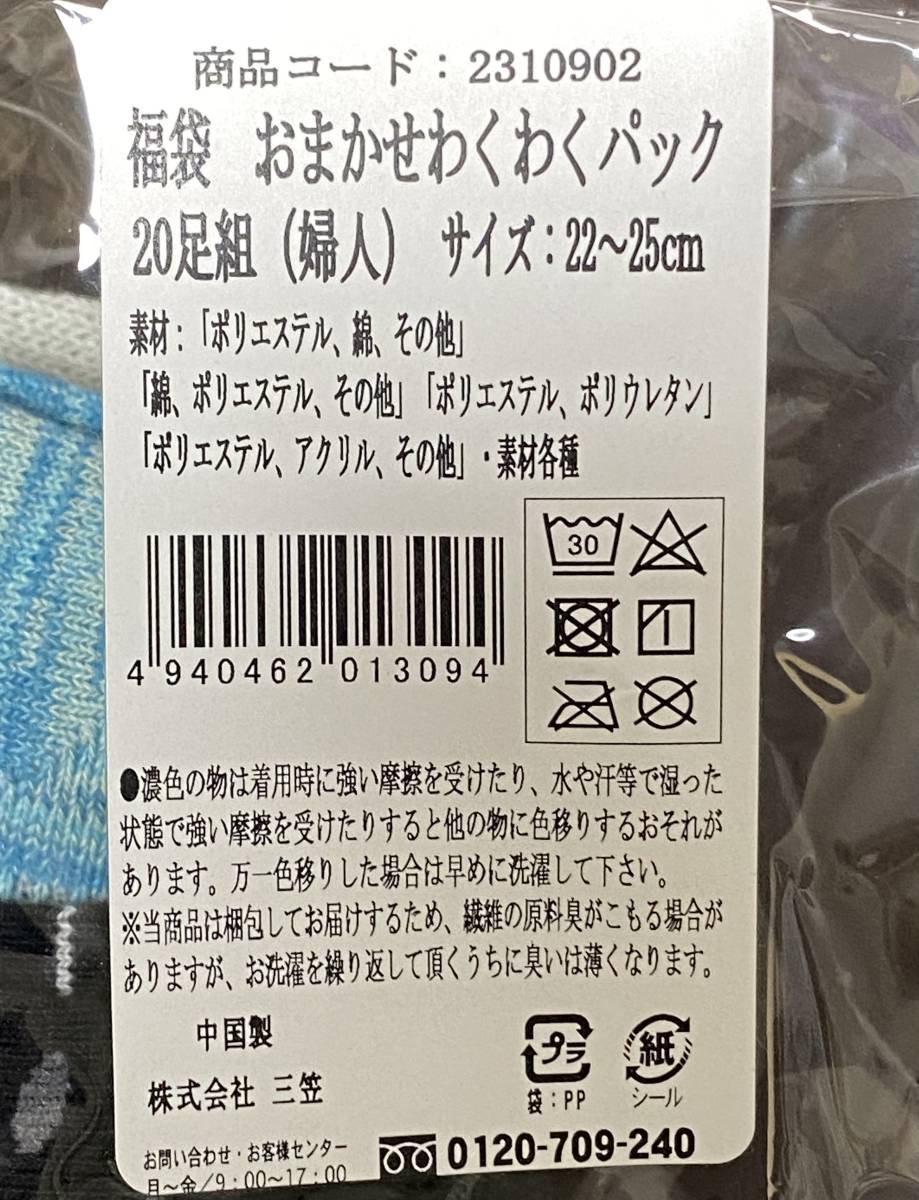 商品コード：2310902
福袋　おまかせわくわくパック
20足組（婦人）　サイズ：22～25cm
素材：「ポリエステル、綿、その他」
「綿、ポリエステル、その他」「ポリエステル、ポリウレタン」
「ポリエステル、アクリル、その他」・素材各種
30
4 940462 013094
●濃色の物は着用時に強い摩擦を受けたり、水や汗等で湿った
状態で強い摩擦を受けたりすると他の物に色移りするおそれが
あります。万一色移りした場合は早めに洗濯して下さい。
※当商品は梱包してお届けするため、繊維の原料臭がこもる場合が
ありますが、お洗濯を繰り返して頂くうちに臭いは薄くなります。
中国製
株式会社 三笠
プラ
袋：PP
紙
シール
お問い合わせ・お客様センター
月～金／9：00～17：00
0120-709-240